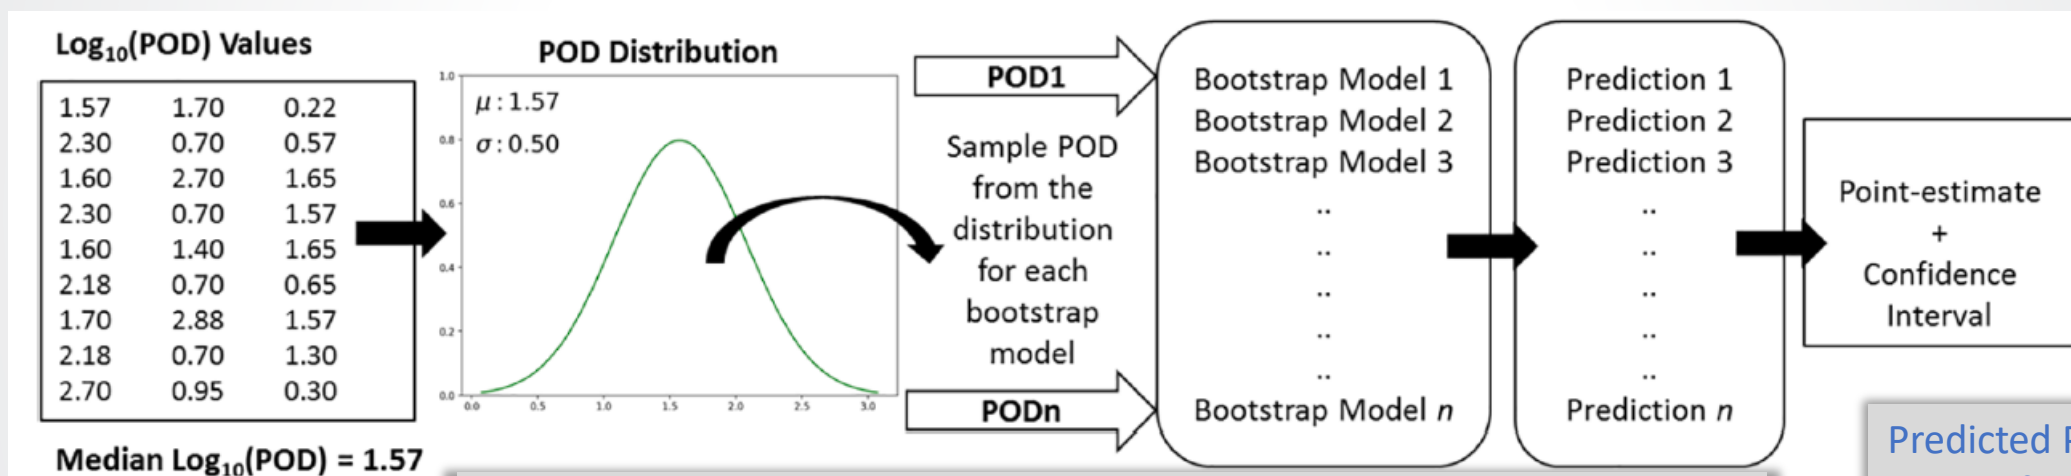 Log₁₀(POD) Values
1.57 1.70 0.22
2.30 0.70 0.57
1.60 2.70 1.65
2.30 0.70 1.57
1.60 1.40 1.65
2.18 0.70 0.65
1.70 2.88 1.57
2.18 0.70 1.30
2.70 0.95 0.30
Median Log₁₀(POD) = 1.57
POD Distribution
μ : 1.57
σ : 0.50
1.0
0.8
0.6
0.4
0.2
0.0
0.0 0.5 1.0 1.5 2.0 2.5 3.0
POD1
Sample POD
from the
distribution
for each
bootstrap
model
PODn
Bootstrap Model 1
Bootstrap Model 2
Bootstrap Model 3
..
..
..
..
..
Bootstrap Model n
Prediction 1
Prediction 2
Prediction 3
..
..
..
..
..
Prediction n
Point-estimate
+
Confidence
Interval
Predicted